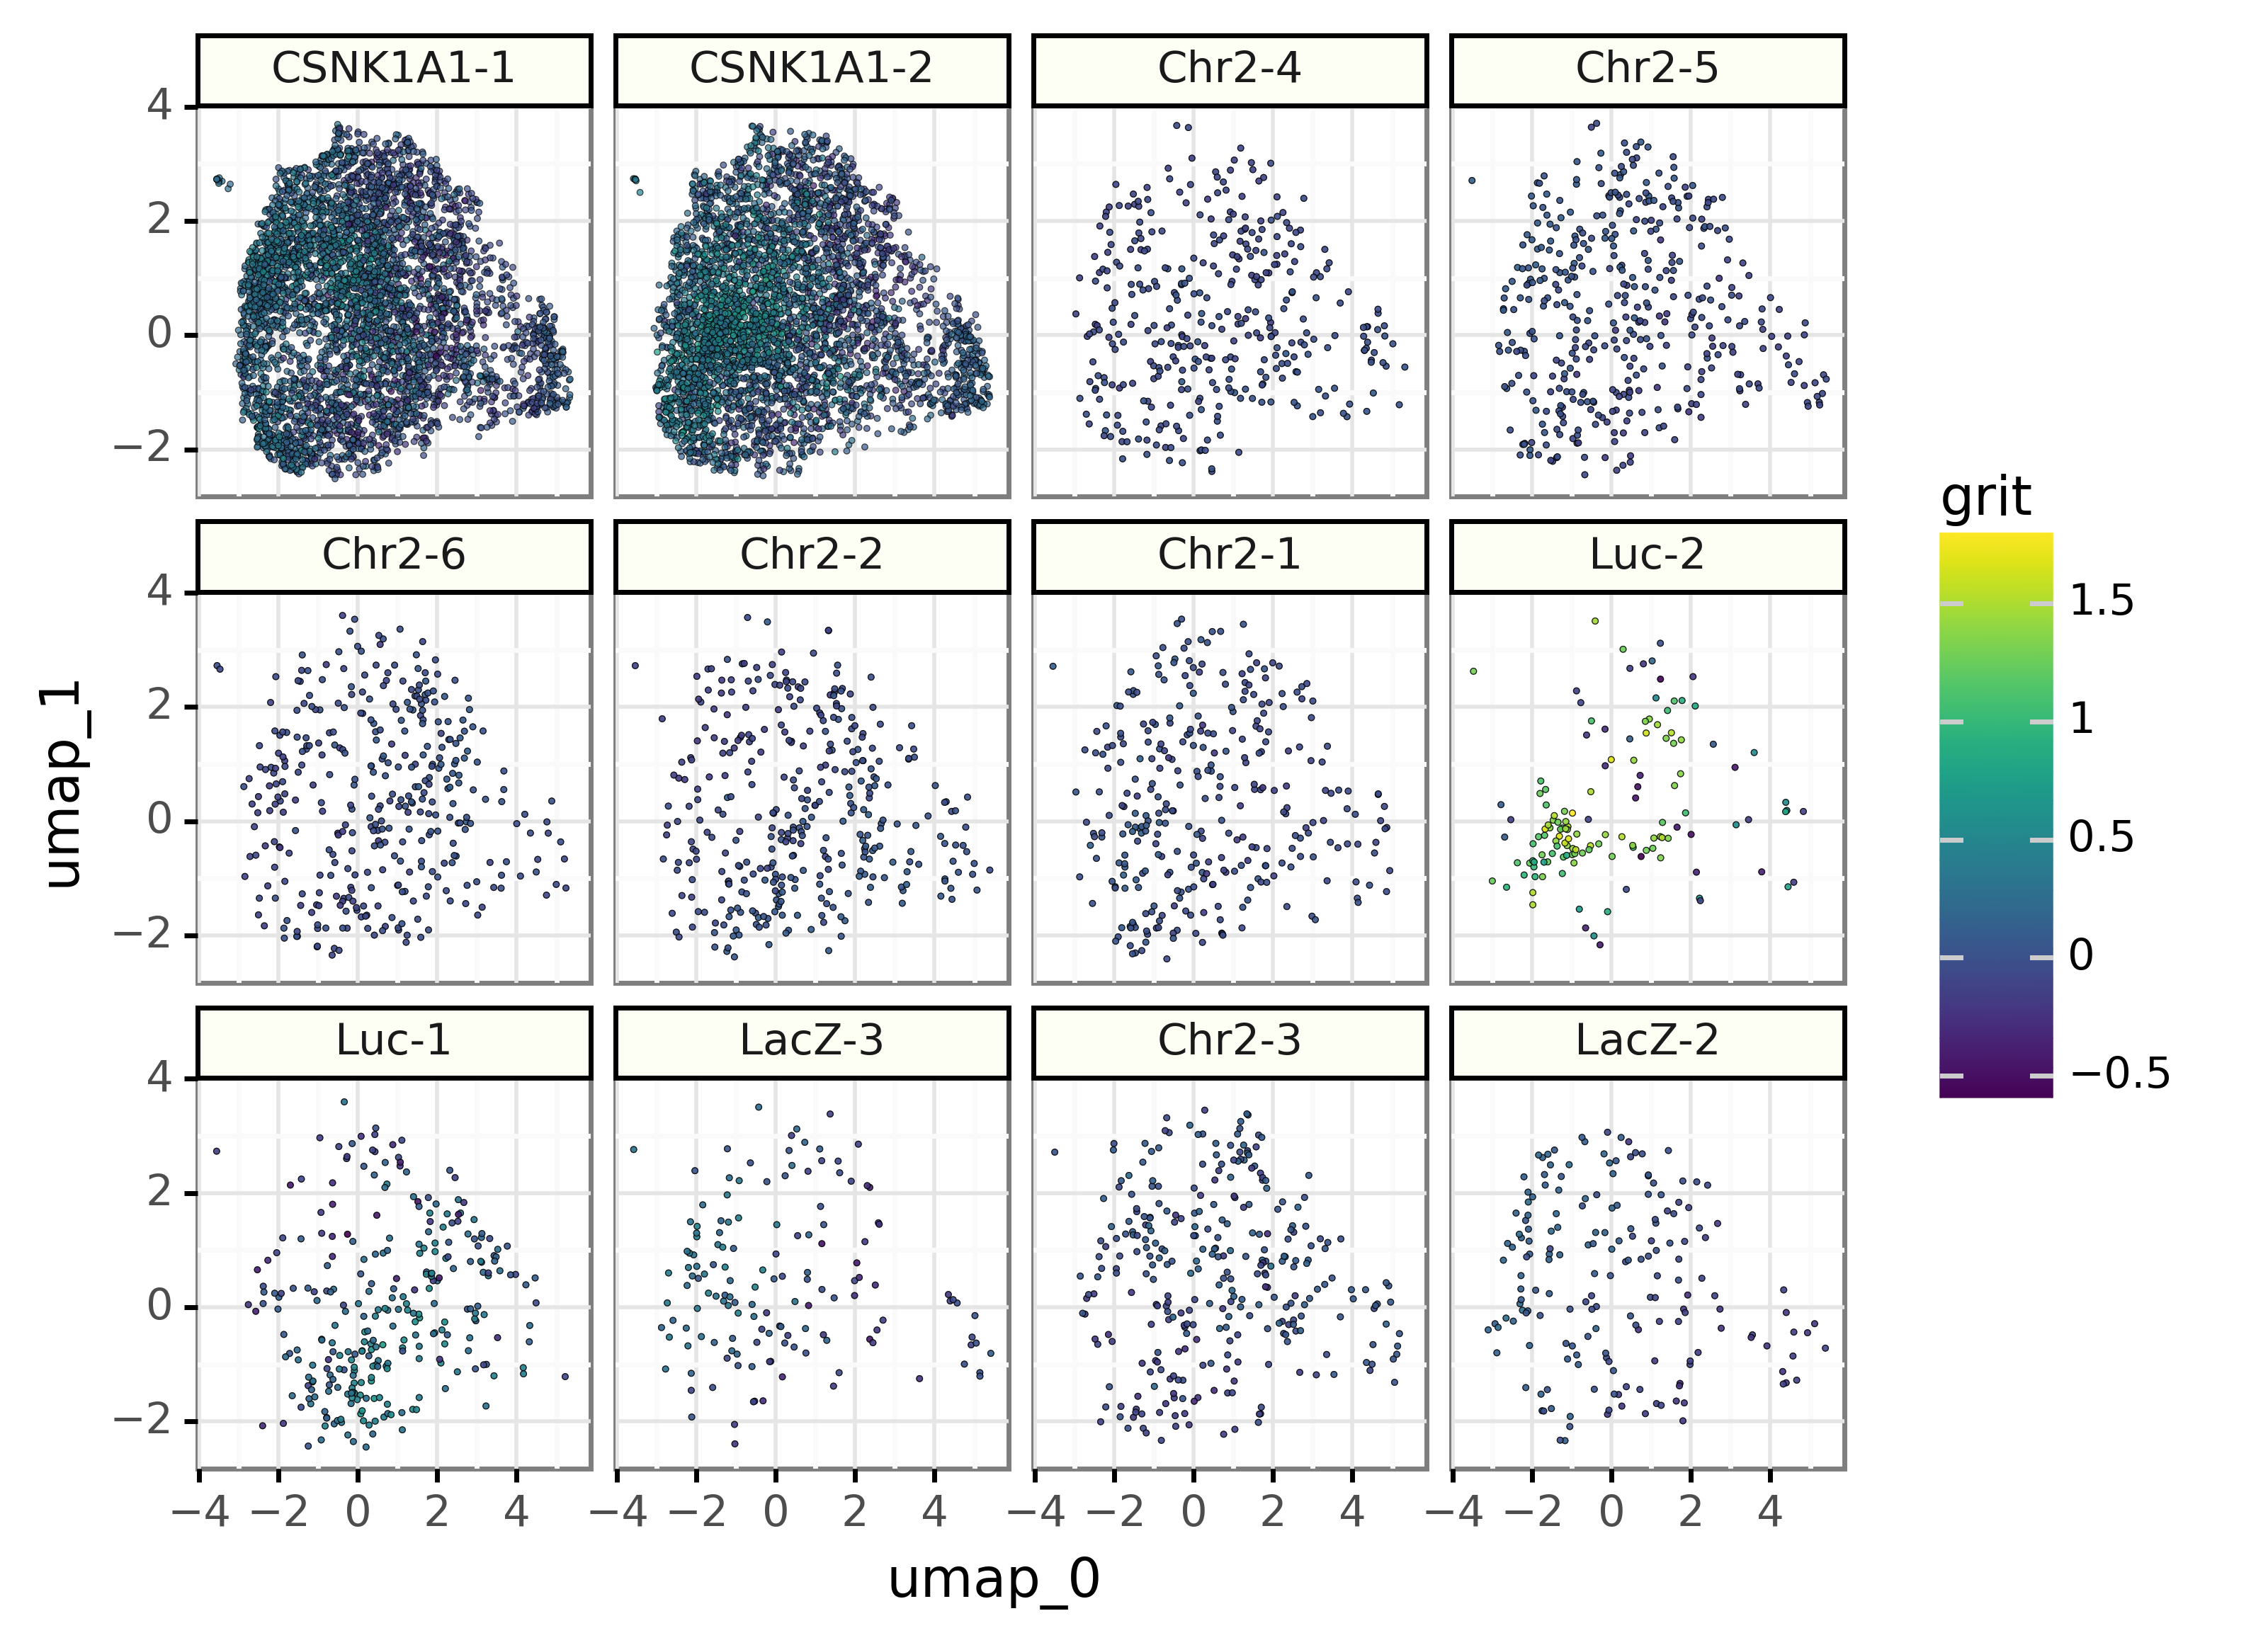 CSNK1A1-1 CSNK1A1-2 Chr2-4 Chr2-5
4
2
0
−2
Chr2-6 Chr2-2 Chr2-1 Luc-2
4
2
0
−2
Luc-1 LacZ-3 Chr2-3 LacZ-2
4
2
0
−2
−4 −2 0 2 4 −4 −2 0 2 4 −4 −2 0 2 4 −4 −2 0 2 4
umap_0
umap_1
grit
1.5
1
0.5
0
−0.5